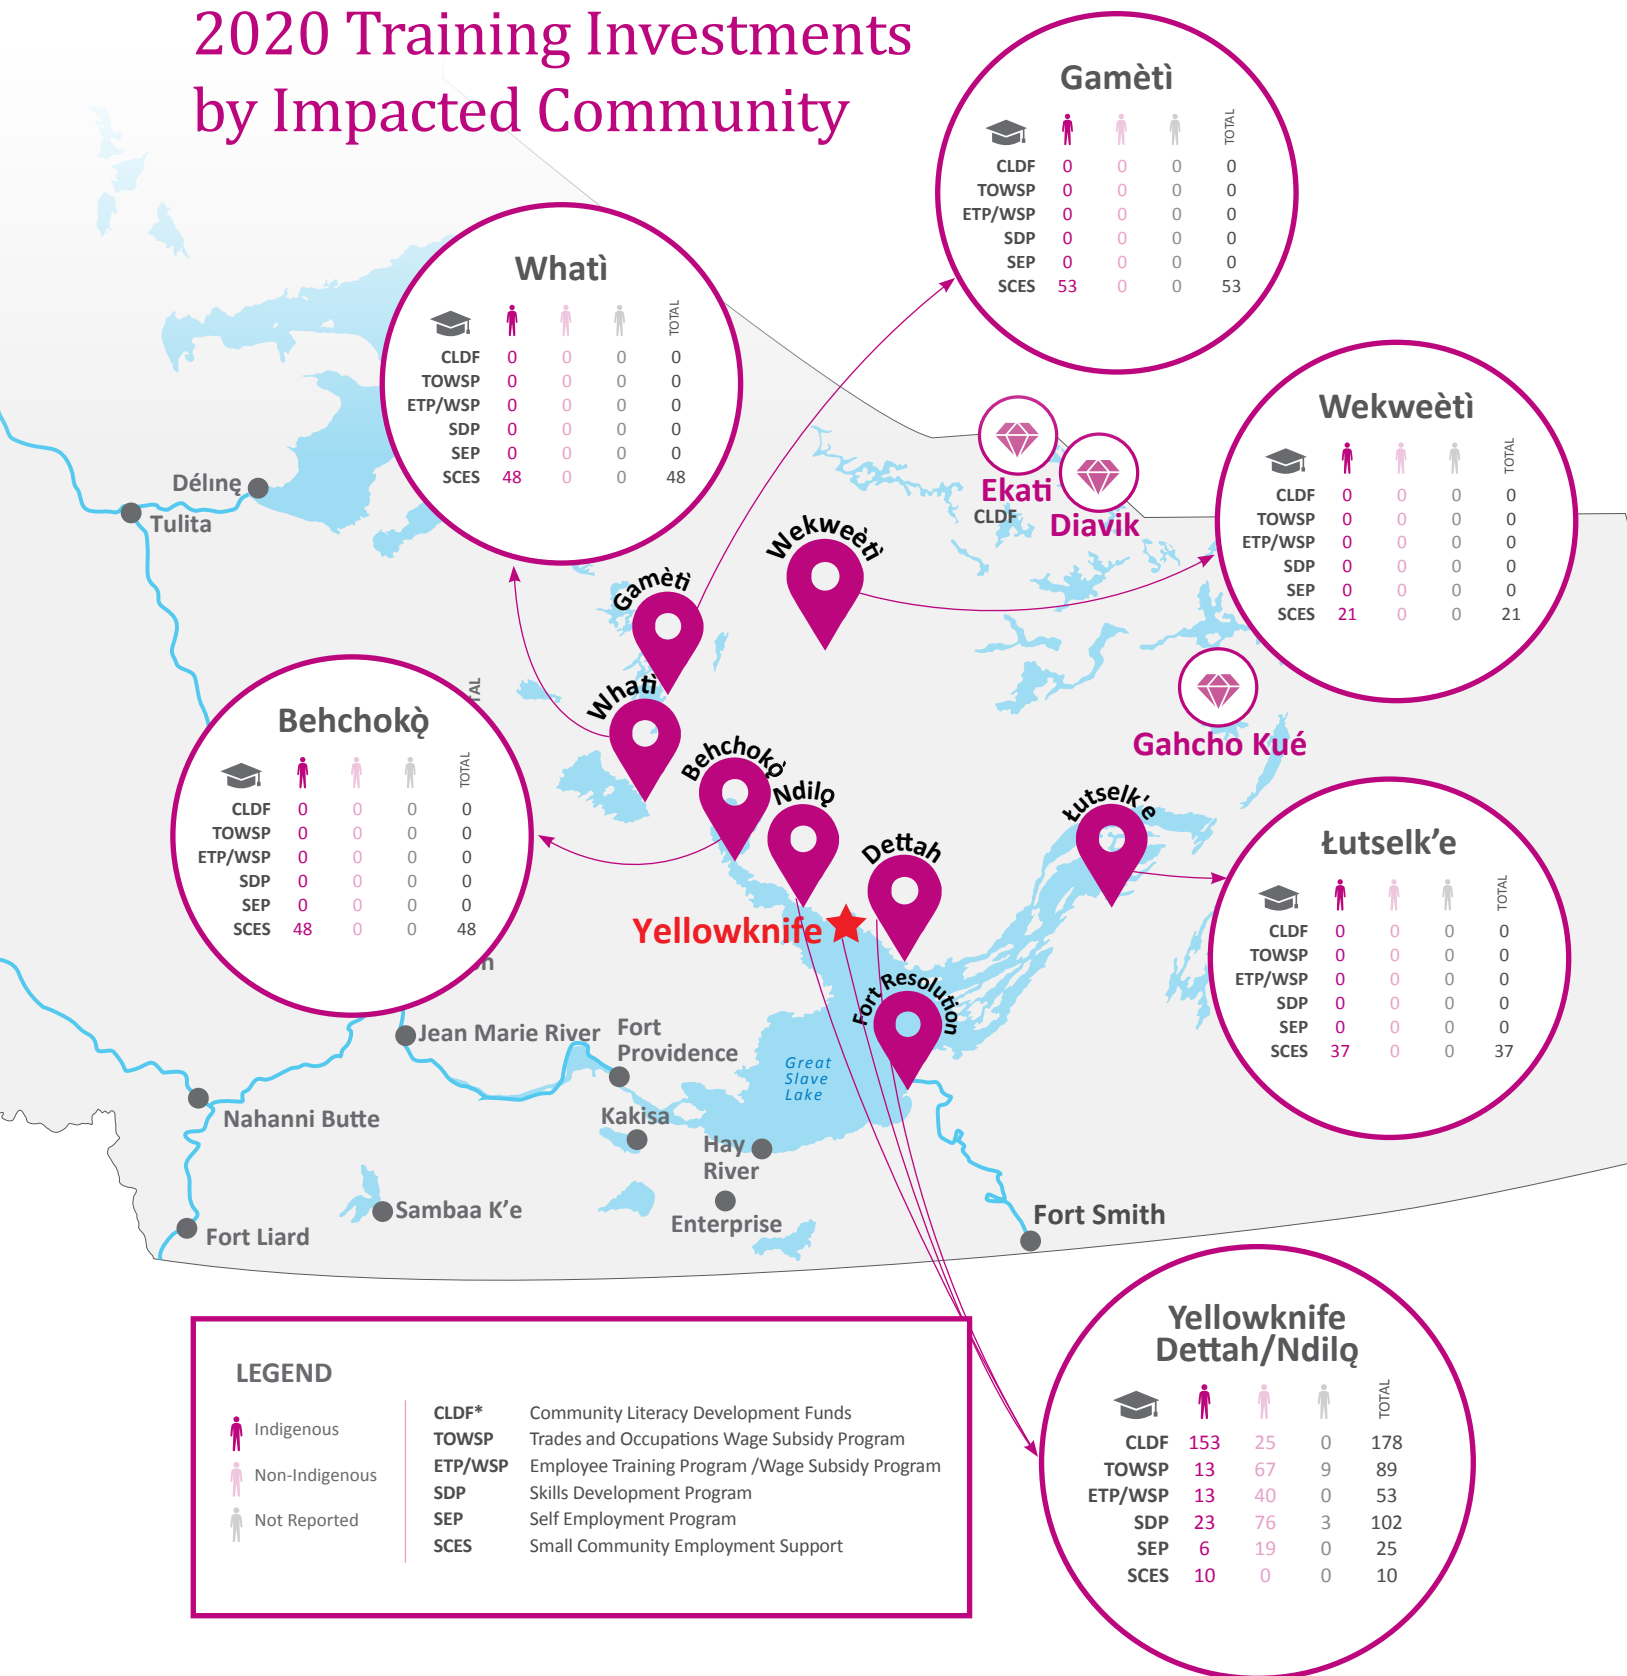 2020 Training Investments
by Impacted Community
Gamètì
TOTAL
CLDF 0 0 0 0
TOWSP 0 0 0 0
ETP/WSP 0 0 0 0
SDP 0 0 0 0
SEP 0 0 0 0
SCES 53 0 0 53
Whatì
TOTAL
CLDF 0 0 0 0
TOWSP 0 0 0 0
ETP/WSP 0 0 0 0
SDP 0 0 0 0
SEP 0 0 0 0
SCES 48 0 0 48
Wekweètì
TOTAL
CLDF 0 0 0 0
TOWSP 0 0 0 0
ETP/WSP 0 0 0 0
SDP 0 0 0 0
SEP 0 0 0 0
SCES 21 0 0 21
Ekati
CLDF
Diavik
Délı̨nę
Tulita
Wekweètì
Gamètì
Whatì
Gahcho Kué
TAL
Behchokǫ̀
TOTAL
CLDF 0 0 0 0
TOWSP 0 0 0 0
ETP/WSP 0 0 0 0
SDP 0 0 0 0
SEP 0 0 0 0
SCES 48 0 0 48
n
Behchokǫ̀
Ndilǫ
Dettah
Łutselk'e
Yellowknife
Fort Resolution
Łutselk’e
TOTAL
CLDF 0 0 0 0
TOWSP 0 0 0 0
ETP/WSP 0 0 0 0
SDP 0 0 0 0
SEP 0 0 0 0
SCES 37 0 0 37
Jean Marie River
Fort
Providence
Great
Slave
Lake
Nahanni Butte
Kakisa
Hay
River
Sambaa K’e
Enterprise
Fort Smith
Fort Liard
LEGEND
Indigenous
Non-Indigenous
Not Reported
CLDF* Community Literacy Development Funds
TOWSP Trades and Occupations Wage Subsidy Program
ETP/WSP Employee Training Program /Wage Subsidy Program
SDP Skills Development Program
SEP Self Employment Program
SCES Small Community Employment Support
Yellowknife
Dettah/Ndilǫ
TOTAL
CLDF 153 25 0 178
TOWSP 13 67 9 89
ETP/WSP 13 40 0 53
SDP 23 76 3 102
SEP 6 19 0 25
SCES 10 0 0 10